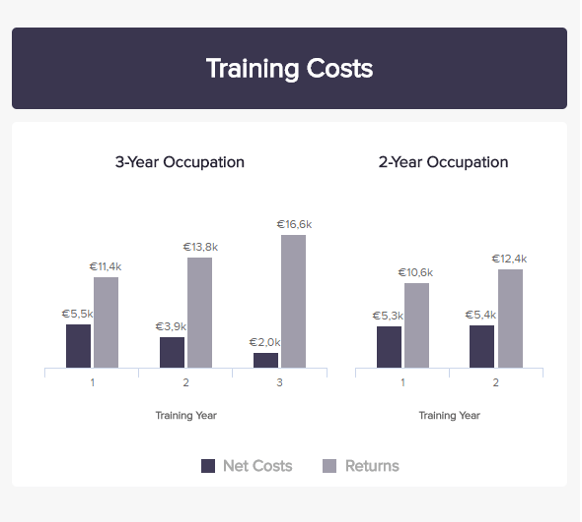 Training Costs
3-Year Occupation
2-Year Occupation
€16,6k
€13,8k
€11,4k
€5,5k
€3,9k
€2,0k
€12,4k
€10,6k
€5,3k
€5,4k
1
2
3
1
2
Training Year
Training Year
Net Costs
Returns